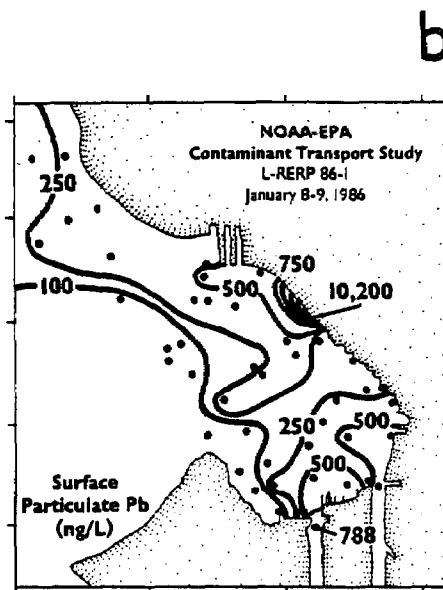 b
NOAA-EPA
Contaminant Transport Study
L-RERP 86-1
January 8-9, 1986
250
750
500
10,200
100
250
500
500
Surface
Particulate Pb
(ng/L)
788